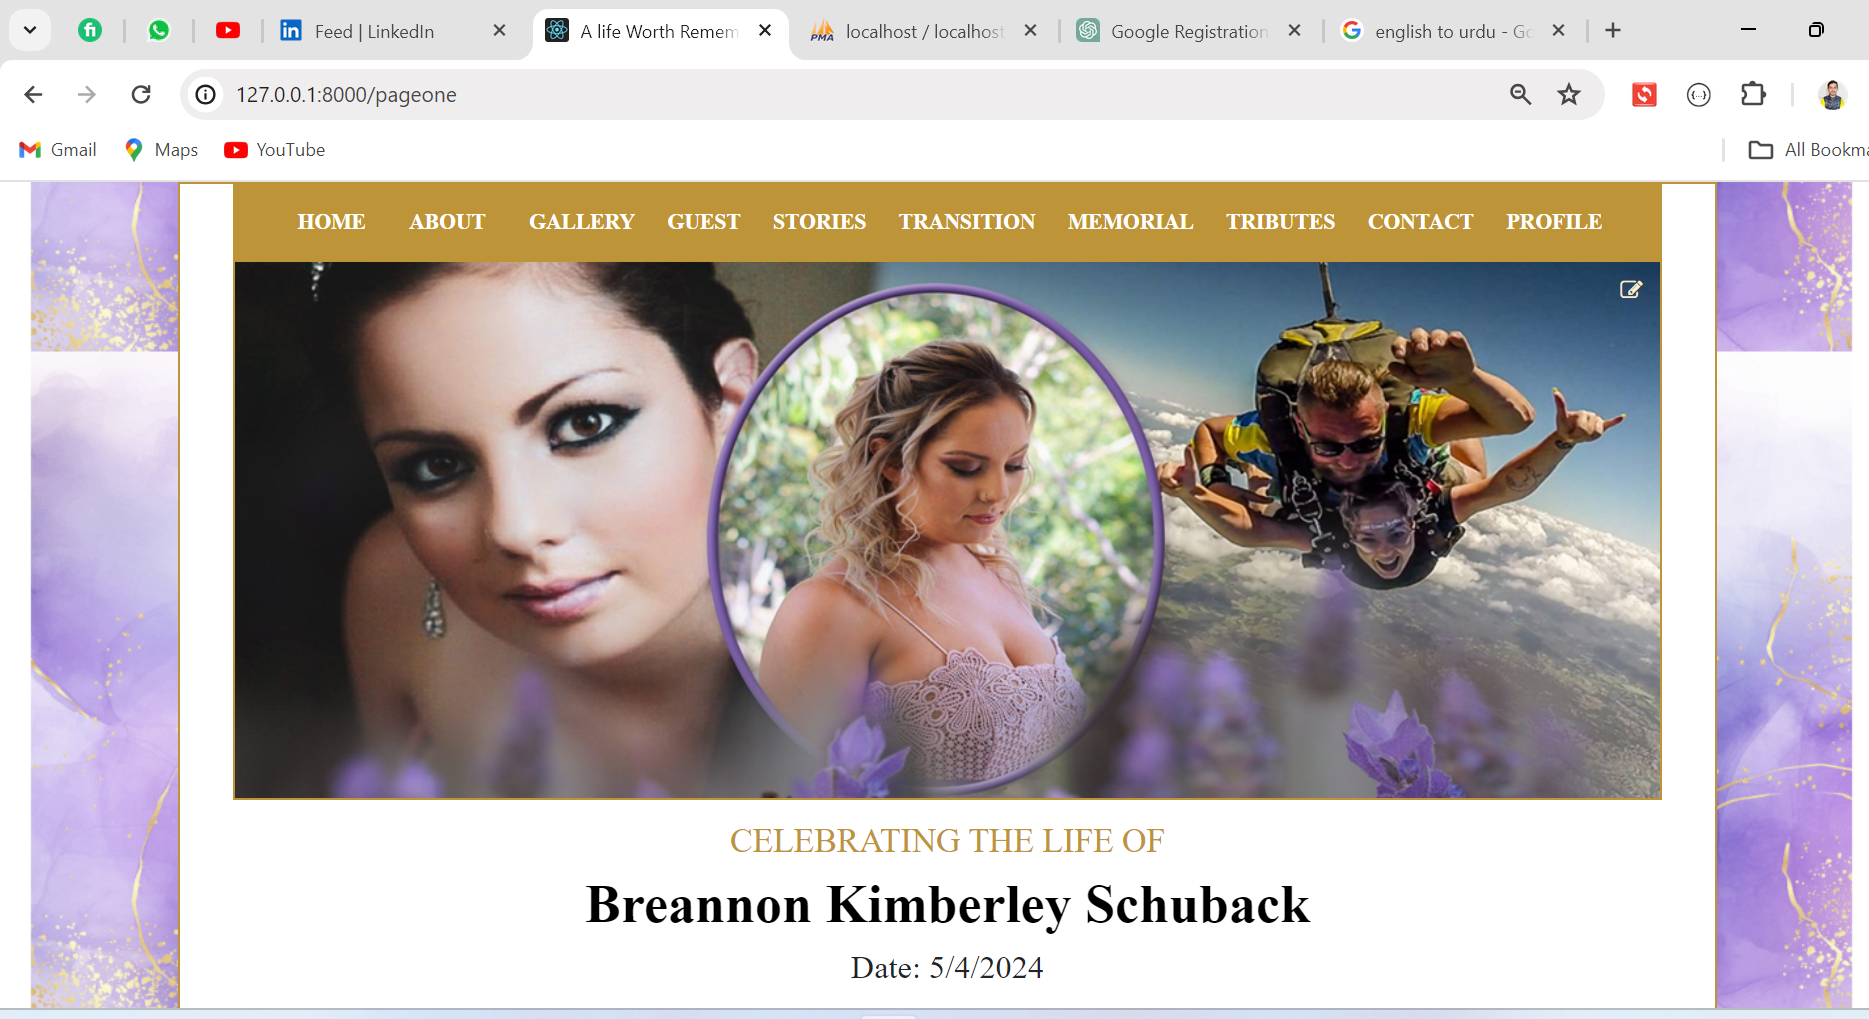 Feed | LinkedIn
A life Worth Remem
localhost / localhost
Google Registration
english to urdu - Go
127.0.0.1:8000/pageone
Gmail
Maps
YouTube
All Bookma
HOME ABOUT GALLERY GUEST STORIES TRANSITION MEMORIAL TRIBUTES CONTACT PROFILE
CELEBRATING THE LIFE OF
Breannon Kimberley Schuback
Date: 5/4/2024